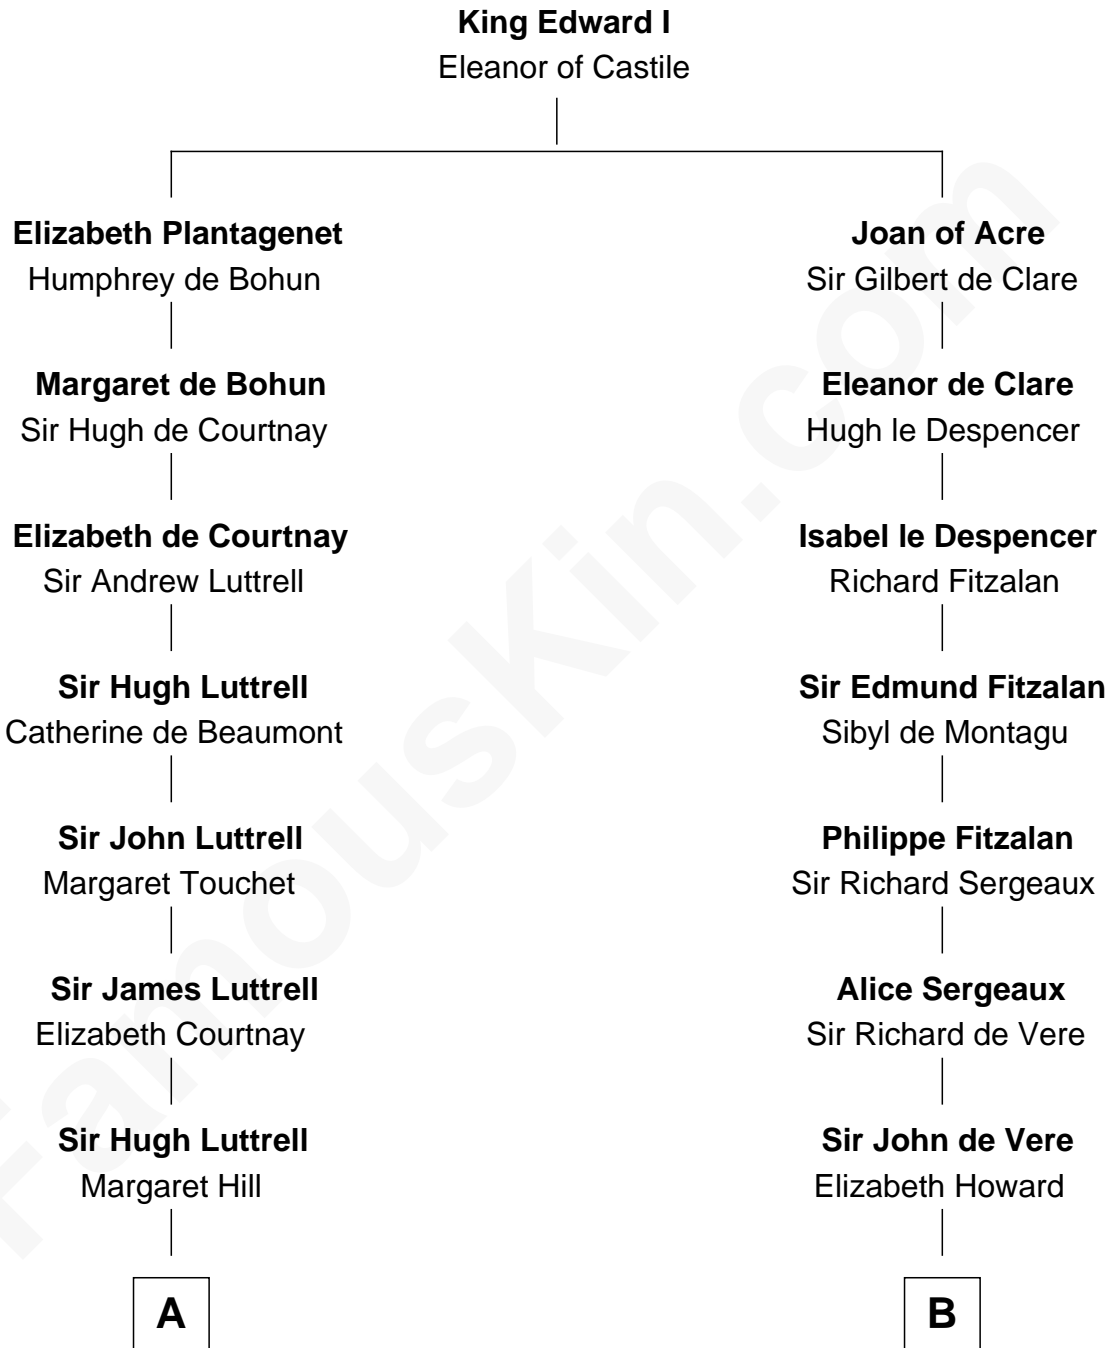 King Edward I
Eleanor of Castile
Elizabeth Plantagenet
Humphrey de Bohun
Joan of Acre
Sir Gilbert de Clare
Margaret de Bohun
Sir Hugh de Courtnay
Eleanor de Clare
Hugh le Despencer
Elizabeth de Courtnay
Sir Andrew Luttrell
Isabel le Despencer
Richard Fitzalan
Sir Hugh Luttrell
Catherine de Beaumont
Sir Edmund Fitzalan
Sibyl de Montagu
Sir John Luttrell
Margaret Touchet
Philippe Fitzalan
Sir Richard Sergeaux
Sir James Luttrell
Elizabeth Courtnay
Alice Sergeaux
Sir Richard de Vere
Sir Hugh Luttrell
Margaret Hill
Sir John de Vere
Elizabeth Howard
A
B
FamousKin.com